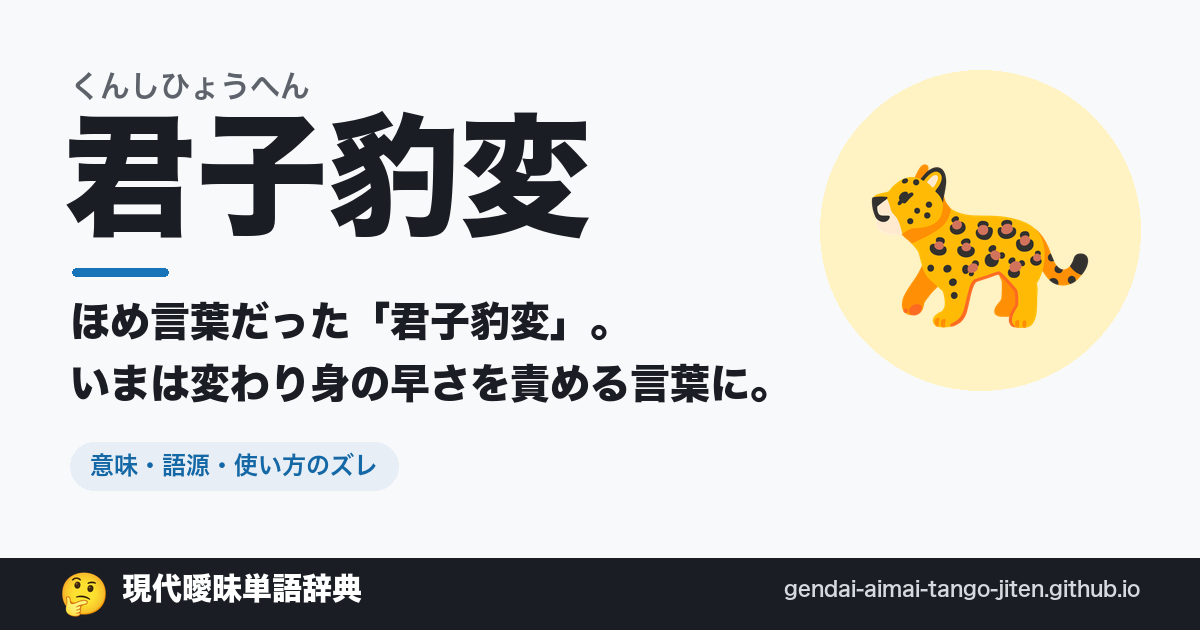 くんしひょうへん
君子豹変
ほめ言葉だった「君子豹変」。
いまは変わり身の早さを責める言葉に。
意味・語源・使い方のズレ
現代曖昧単語辞典
gendai-aimai-tango-jiten.github.io